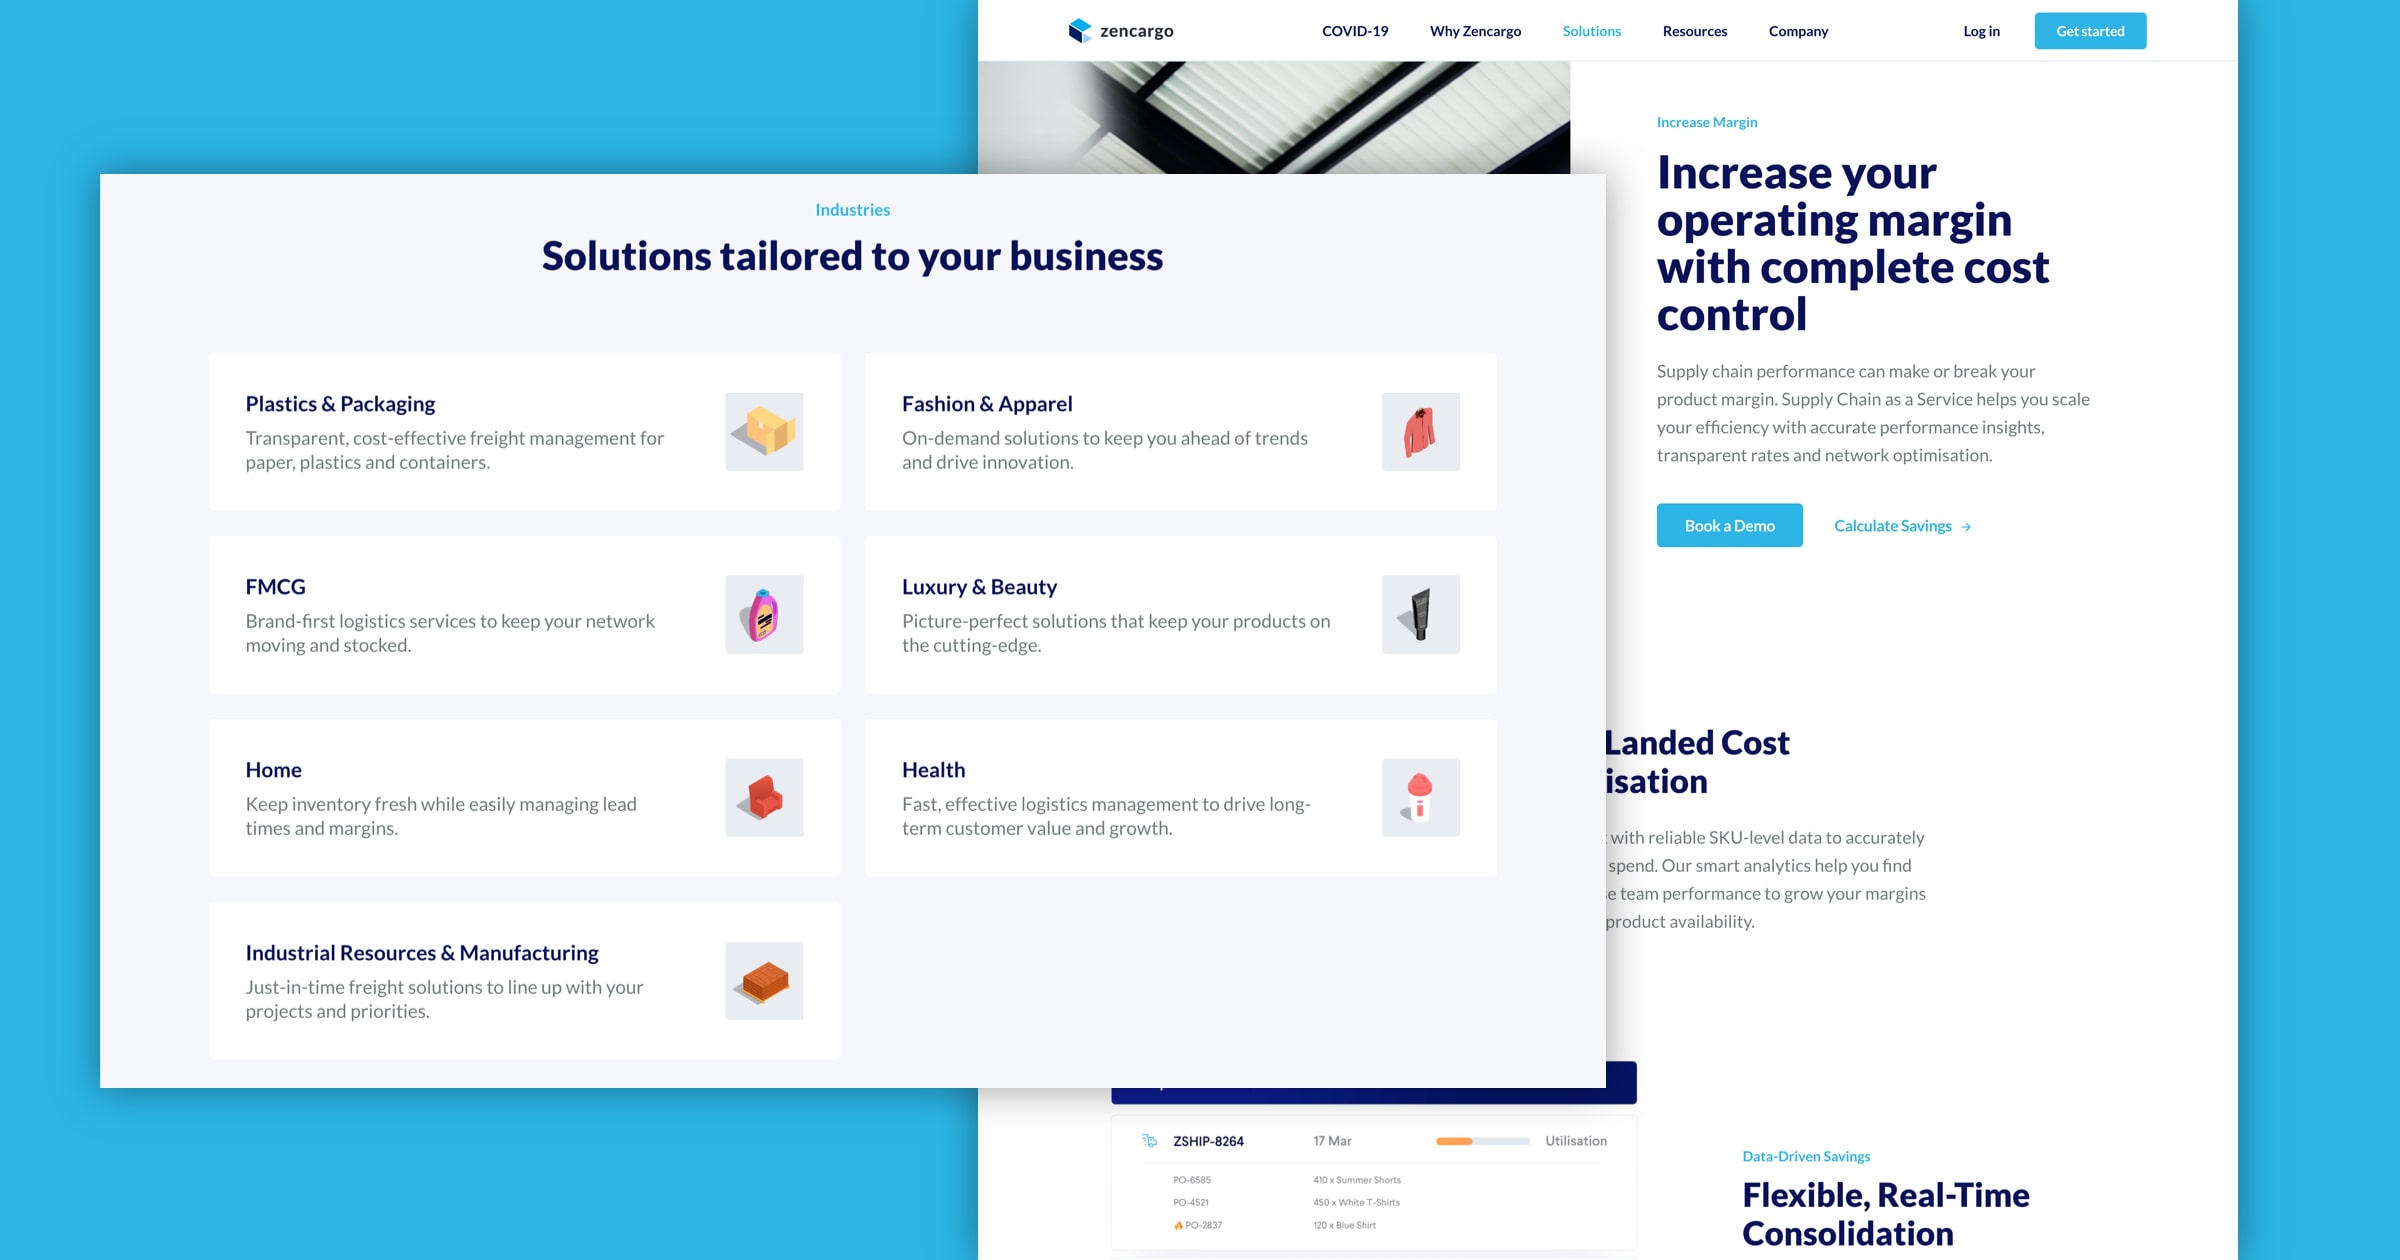 zencargo
COVID-19
Why Zencargo
Solutions
Resources
Company
Log in
Get started
Increase Margin
Increase your
operating margin
with complete cost
control
Supply chain performance can make or break your
product margin. Supply Chain as a Service helps you scale
your efficiency with accurate performance insights,
transparent rates and network optimisation.
Book a Demo
Calculate Savings →
Industries
Solutions tailored to your business
Plastics & Packaging
Transparent, cost-effective freight management for
paper, plastics and containers.
Fashion & Apparel
On-demand solutions to keep you ahead of trends
and drive innovation.
FMCG
Brand-first logistics services to keep your network
moving and stocked.
Luxury & Beauty
Picture-perfect solutions that keep your products on
the cutting-edge.
Home
Keep inventory fresh while easily managing lead
times and margins.
Health
Fast, effective logistics management to drive long-
term customer value and growth.
Industrial Resources & Manufacturing
Just-in-time freight solutions to line up with your
projects and priorities.
Landed Cost
isation
with reliable SKU-level data to accurately
spend. Our smart analytics help you find
e team performance to grow your margins
product availability.
ZSHIP-8264
17 Mar
Utilisation
PO-6585
410 x Summer Shorts
PO-4521
450 x White T-Shirts
PO-2837
120 x Blue Shirt
Data-Driven Savings
Flexible, Real-Time
Consolidation